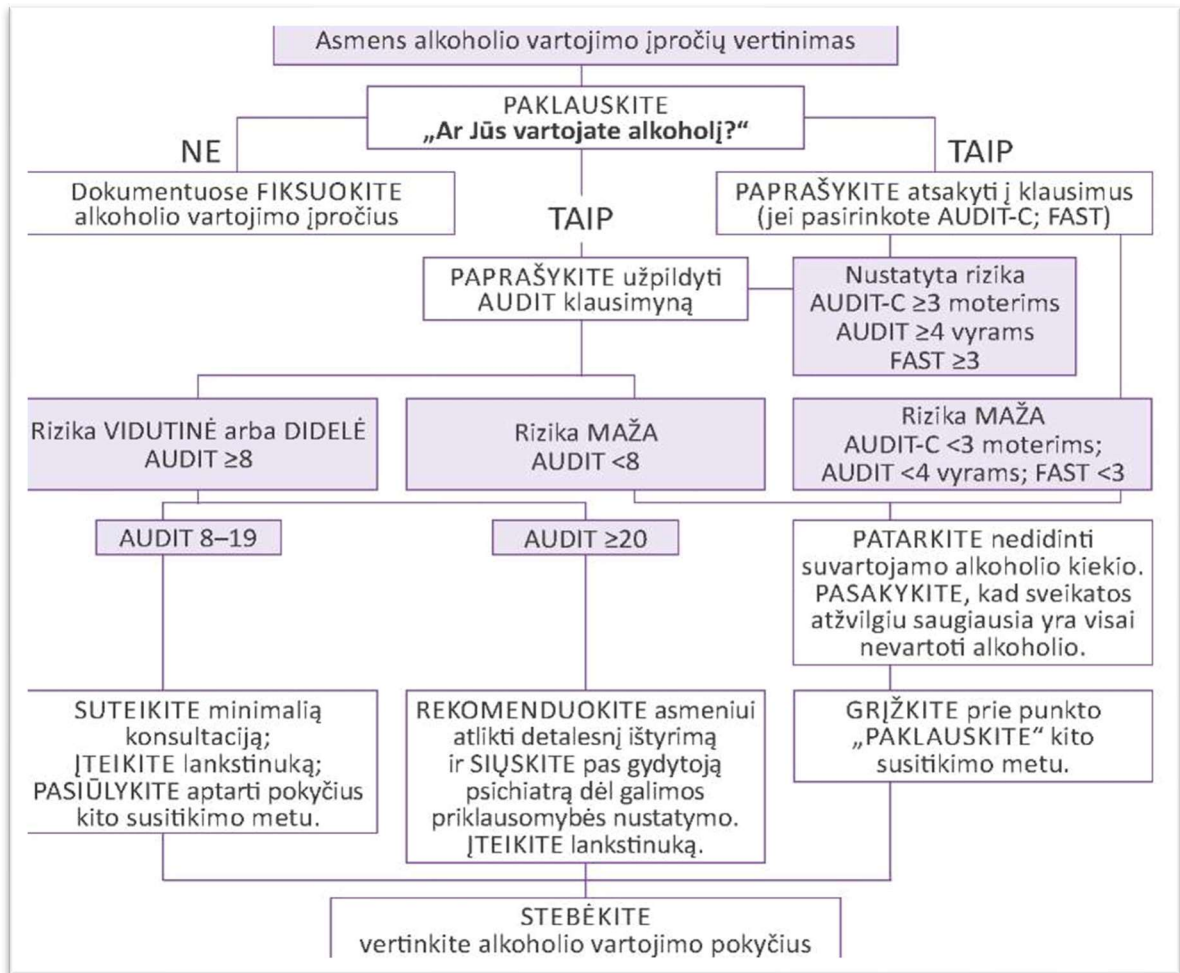 Asmens alkoholio vartojimo įpročių vertinimas
PAKLAUSKITE
„Ar Jūs vartojate alkoholį?“
NE
TAIP
Dokumentuose FIKSUOKITE
alkoholio vartojimo įpročius
PAPRAŠYKITE atsakyti į klausimus
(jei pasirinkote AUDIT-C; FAST)
TAIP
PAPRAŠYKITE užpildyti
AUDIT klausimyną
Nustatyta rizika
AUDIT-C ≥3 moterims
AUDIT ≥4 vyrams
FAST ≥3
Rizika VIDUTINĖ arba DIDELĖ
AUDIT ≥8
Rizika MAŽA
AUDIT <8
Rizika MAŽA
AUDIT-C <3 moterims;
AUDIT <4 vyrams; FAST <3
AUDIT 8–19
AUDIT ≥20
PATARKITE nedidinti
suvartojamo alkoholio kiekio.
PASAKYKITE, kad sveikatos
atžvilgiu saugiausia yra visai
nevartoti alkoholio.
SUTEIKITE minimalią
konsultaciją;
ĮTEIKITE lankstinuką;
PASIŪLYKITE aptarti pokyčius
kito susitikimo metu.
REKOMENDUOKITE asmeniui
atlikti detalesnį ištyrimą
ir SIŲSKITE pas gydytoją
psichiatrą dėl galimos
priklausomybės nustatymo.
ĮTEIKITE lankstinuką.
GRĮŽKITE prie punkto
„PAKLAUSKITE“ kito
susitikimo metu.
STEBĖKITE
vertinkite alkoholio vartojimo pokyčius